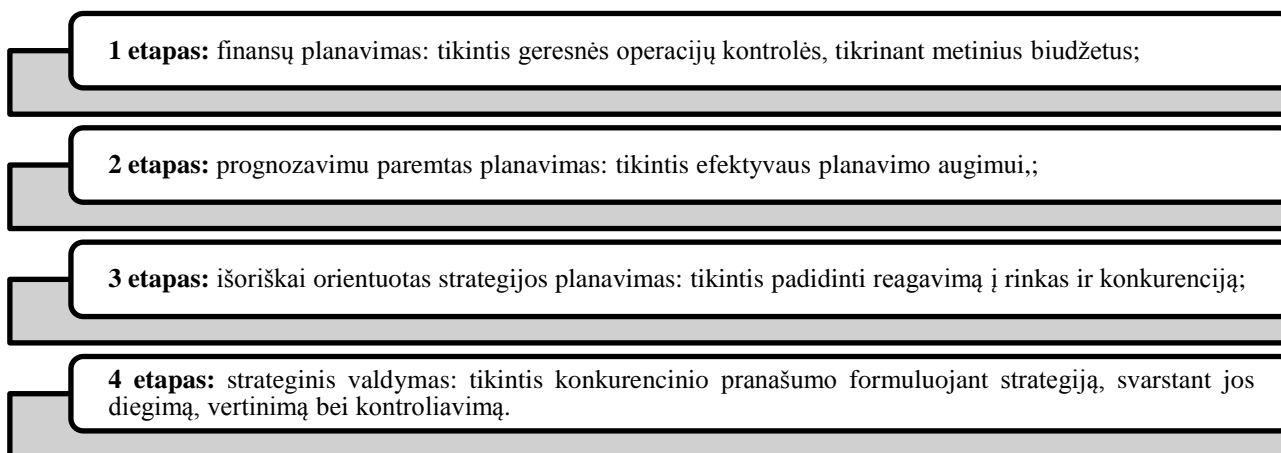 1 etapas: finansų planavimas: tikintis geresnės operacijų kontrolės, tikrinant metinius biudžetus;
2 etapas: prognozavimu paremtas planavimas: tikintis efektyvaus planavimo augimui,;
3 etapas: išoriškai orientuotas strategijos planavimas: tikintis padidinti reagavimą į rinkas ir konkurenciją;
4 etapas: strateginis valdymas: tikintis konkurencinio pranašumo formuluojant strategiją, svarstant jos
diegimą, vertinimą bei kontroliavimą.